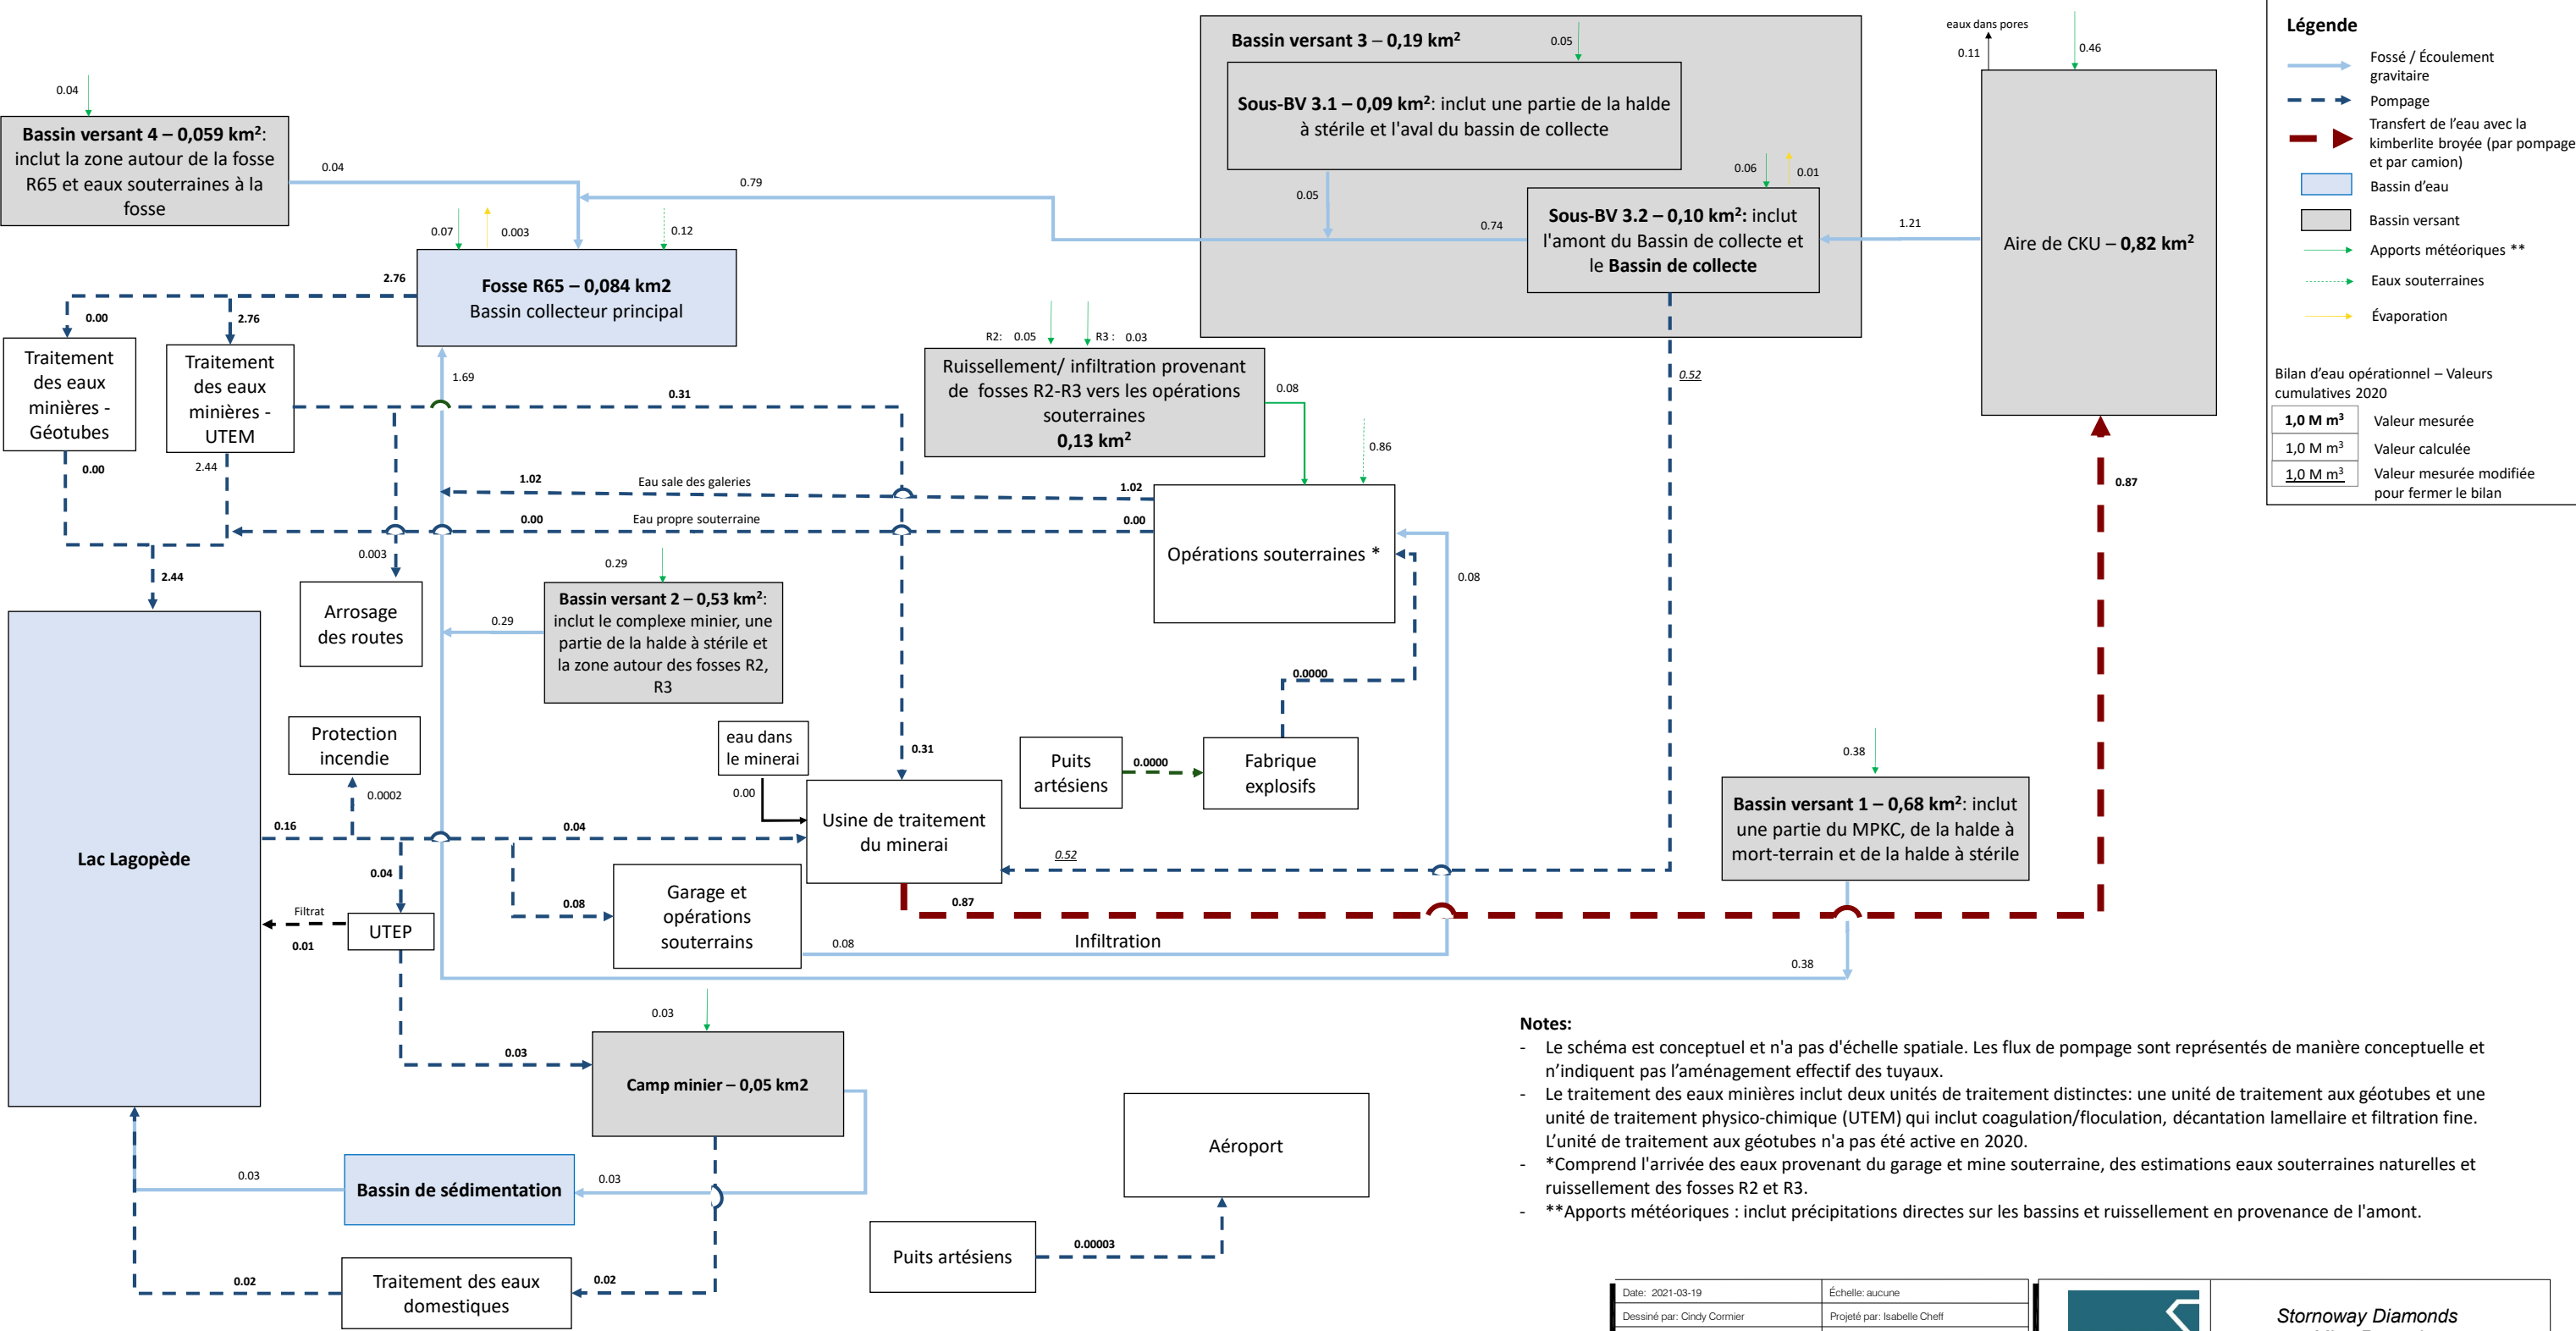 eaux dans pores
0.11
0.46
Légende
Fossé / Écoulement
gravitaire
Pompage
Transfert de l'eau avec la
kimberlite broyée (par pompage
et par camion)
Bassin d'eau
Bassin versant
Apports météoriques **
Eaux souterraines
Évaporation
Bilan d'eau opérationnel – Valeurs
cumulatives 2020
1,0 M m³ Valeur mesurée
1,0 M m³ Valeur calculée
1,0 M m³ Valeur mesurée modifiée
pour fermer le bilan
Bassin versant 3 – 0,19 km²
0.05
Sous-BV 3.1 – 0,09 km²: inclut une partie de la halde
à stérile et l'aval du bassin de collecte
0.05
0.06
0.01
Sous-BV 3.2 – 0,10 km²: inclut
l'amont du Bassin de collecte et
le Bassin de collecte
0.74
1.21
Aire de CKU – 0,82 km²
0.04
Bassin versant 4 – 0,059 km²:
inclut la zone autour de la fosse
R65 et eaux souterraines à la
fosse
0.04
0.79
0.07
0.003
0.12
2.76
Fosse R65 – 0,084 km2
Bassin collecteur principal
0.00
2.76
Traitement
des eaux
minières -
Géotubes
Traitement
des eaux
minières -
UTEM
1.69
0.31
R2: 0.05
R3 : 0.03
Ruissellement/ infiltration provenant
de fosses R2-R3 vers les opérations
souterraines
0,13 km²
0.08
0.86
0.52
0.87
0.00
2.44
1.02
Eau sale des galeries
1.02
0.00
Eau propre souterraine
0.00
Opérations souterraines *
0.08
0.003
2.44
Arrosage
des routes
0.29
Bassin versant 2 – 0,53 km²:
inclut le complexe minier, une
partie de la halde à stérile et
la zone autour des fosses R2,
R3
0.29
0.0000
Protection
incendie
0.0002
eau dans
le minerai
0.00
0.31
Puits
artésiens
0.0000
Fabrique
explosifs
0.38
Bassin versant 1 – 0,68 km²: inclut
une partie du MPKC, de la halde à
mort-terrain et de la halde à stérile
Lac Lagopède
0.16
0.04
Usine de traitement
du minerai
0.52
0.04
0.08
Garage et
opérations
souterrains
0.87
Filtrat
0.01
UTEP
0.08
Infiltration
0.38
0.03
0.03
Camp minier – 0,05 km2
0.03
Bassin de sédimentation
0.03
0.02
Traitement des eaux
domestiques
0.02
Aéroport
Puits artésiens
0.00003
Notes:
- Le schéma est conceptuel et n'a pas d'échelle spatiale. Les flux de pompage sont représentés de manière conceptuelle et
n'indiquent pas l'aménagement effectif des tuyaux.
- Le traitement des eaux minières inclut deux unités de traitement distinctes: une unité de traitement aux géotubes et une
unité de traitement physico-chimique (UTEM) qui inclut coagulation/floculation, décantation lamellaire et filtration fine.
L'unité de traitement aux géotubes n'a pas été active en 2020.
- *Comprend l'arrivée des eaux provenant du garage et mine souterraine, des estimations eaux souterraines naturelles et
ruissellement des fosses R2 et R3.
- **Apports météoriques : inclut précipitations directes sur les bassins et ruissellement en provenance de l'amont.
Date: 2021-03-19
Échelle: aucune
Dessiné par: Cindy Cormier
Projeté par: Isabelle Cheff
Stornoway Diamonds